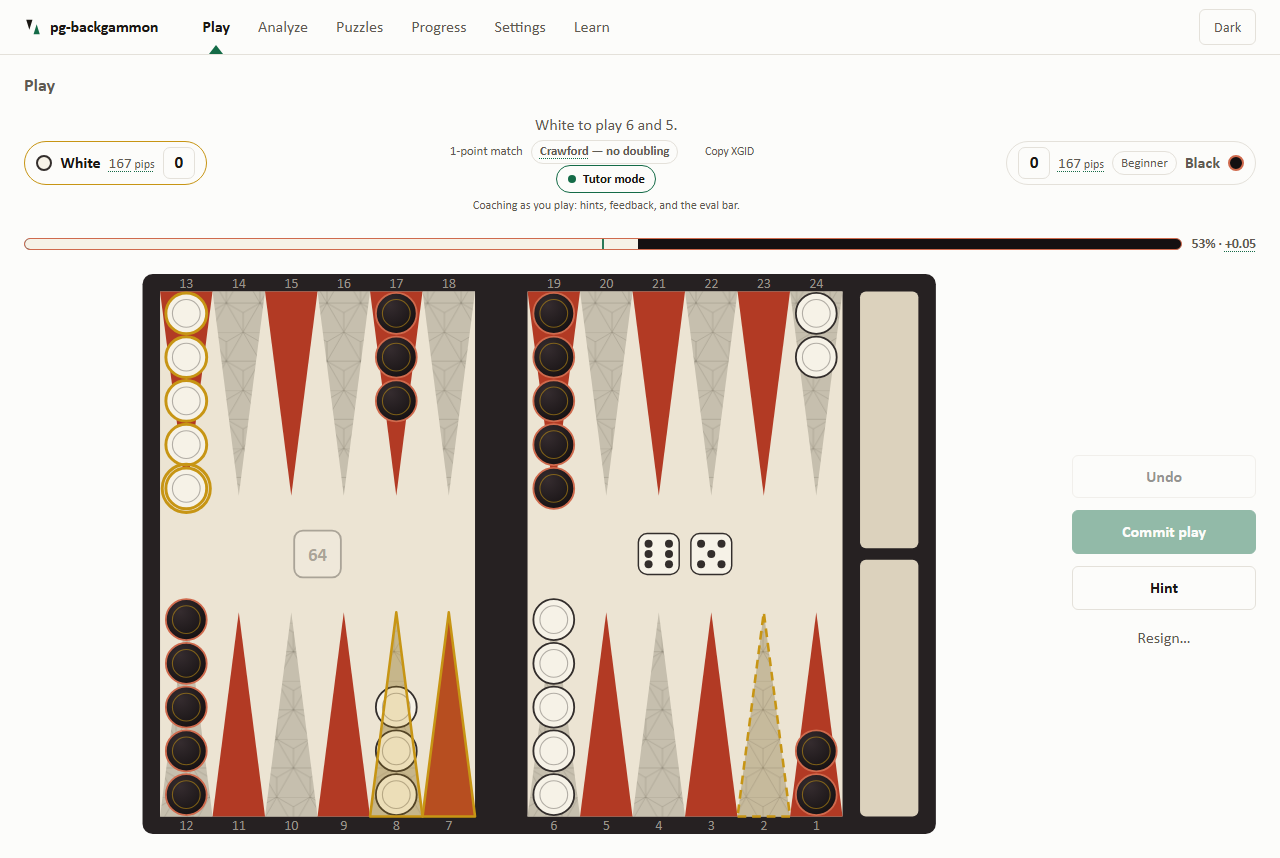 pg-backgammon Play Analyze Puzzles Progress Settings Learn Dark
Play
White to play 6 and 5.
White 167 pips 0
1-point match Crawford — no doubling Copy XGID
Tutor mode
Coaching as you play: hints, feedback, and the eval bar.
0 167 pips Beginner Black
53% · +0.05
13 14 15 16 17 18 19 20 21 22 23 24
64
12 11 10 9 8 7 6 5 4 3 2 1
Undo
Commit play
Hint
Resign...